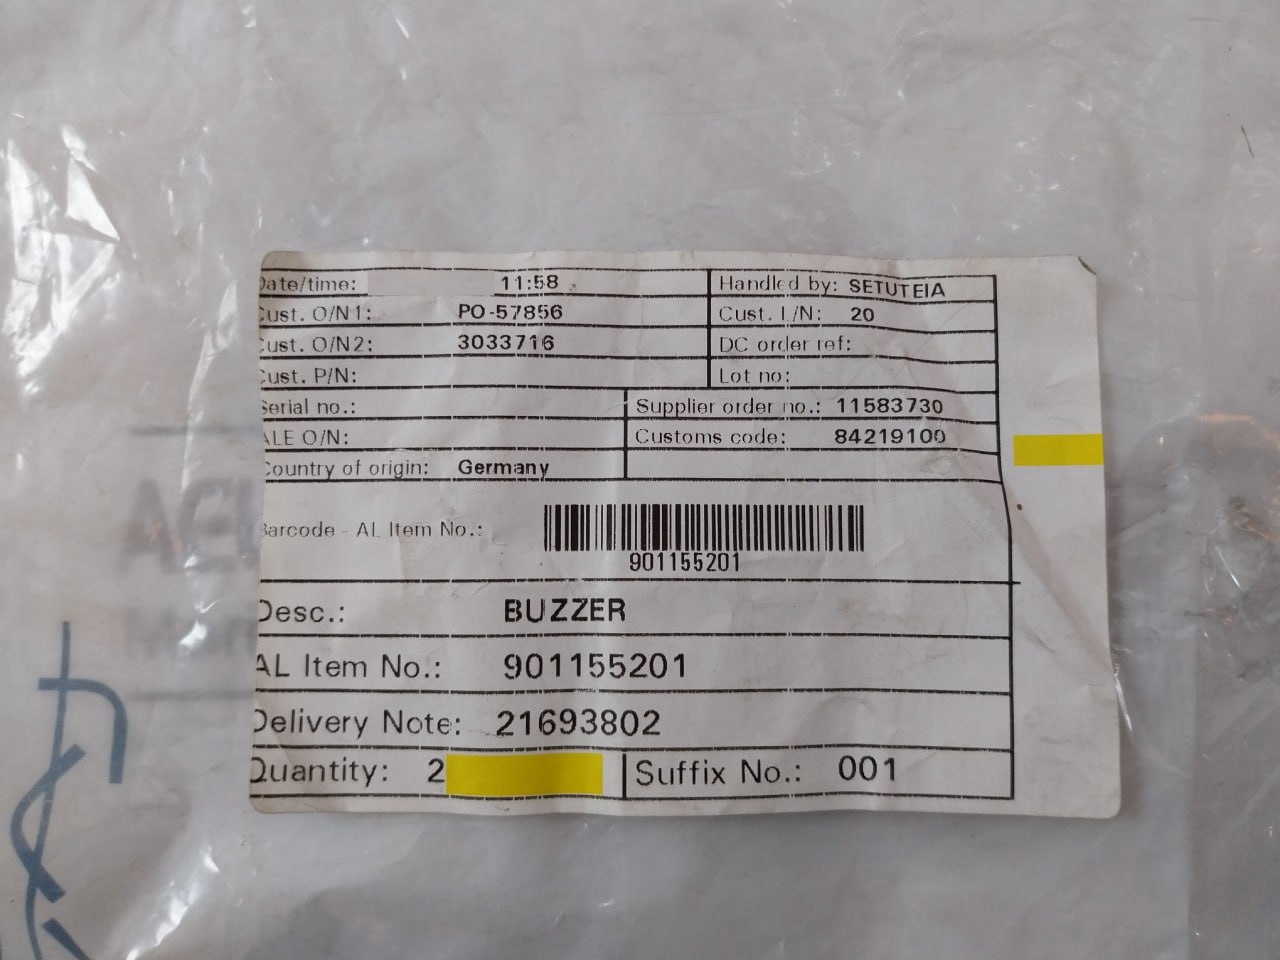 Date/time: 11:58
Handled by: SETUTEIA
Cust. O/N1: PO-57856
Cust. L/N: 20
Cust. O/N2: 3033716
DC order ref:
Cust. P/N:
Lot no:
Serial no.:
Supplier order no.: 11583730
ALE O/N:
Customs code: 84219100
Country of origin: Germany
Barcode - AL Item No.:
901155201
Desc.: BUZZER
AL Item No.: 901155201
Delivery Note: 21693802
Quantity: 2
Suffix No.: 001